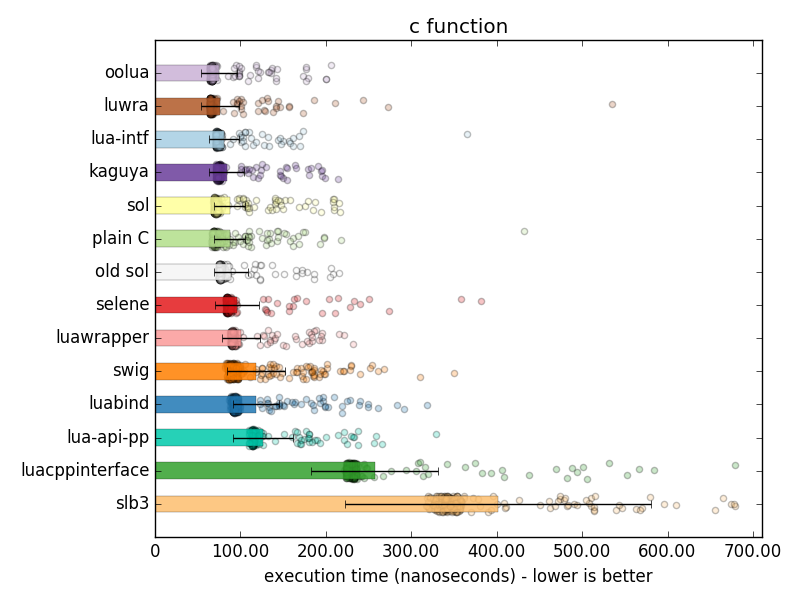 c function
oolua
luwra
lua-intf
kaguya
sol
plain C
old sol
selene
luawrapper
swig
luabind
lua-api-pp
luacppinterface
slb3
0 100.00 200.00 300.00 400.00 500.00 600.00 700.00
execution time (nanoseconds) - lower is better